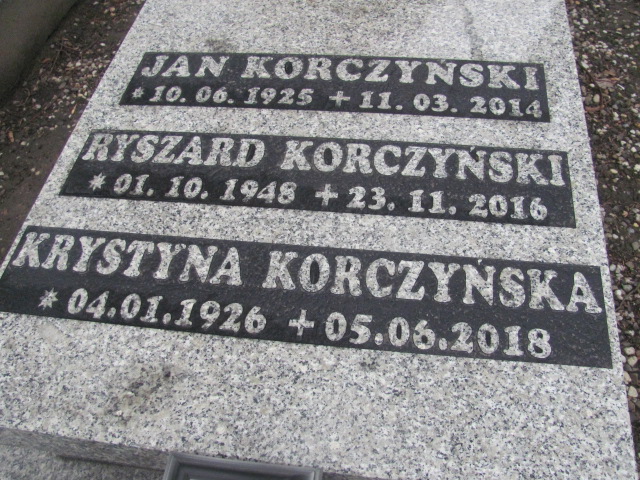 JAN KORCZYŃSKI
* 10. 06. 1925 + 11. 03. 2014
RYSZARD KORCZYŃSKI
* 01. 10. 1948 + 23. 11. 2016
KRYSTYNA KORCZYŃSKA
* 04.01.1926 + 05.06.2018